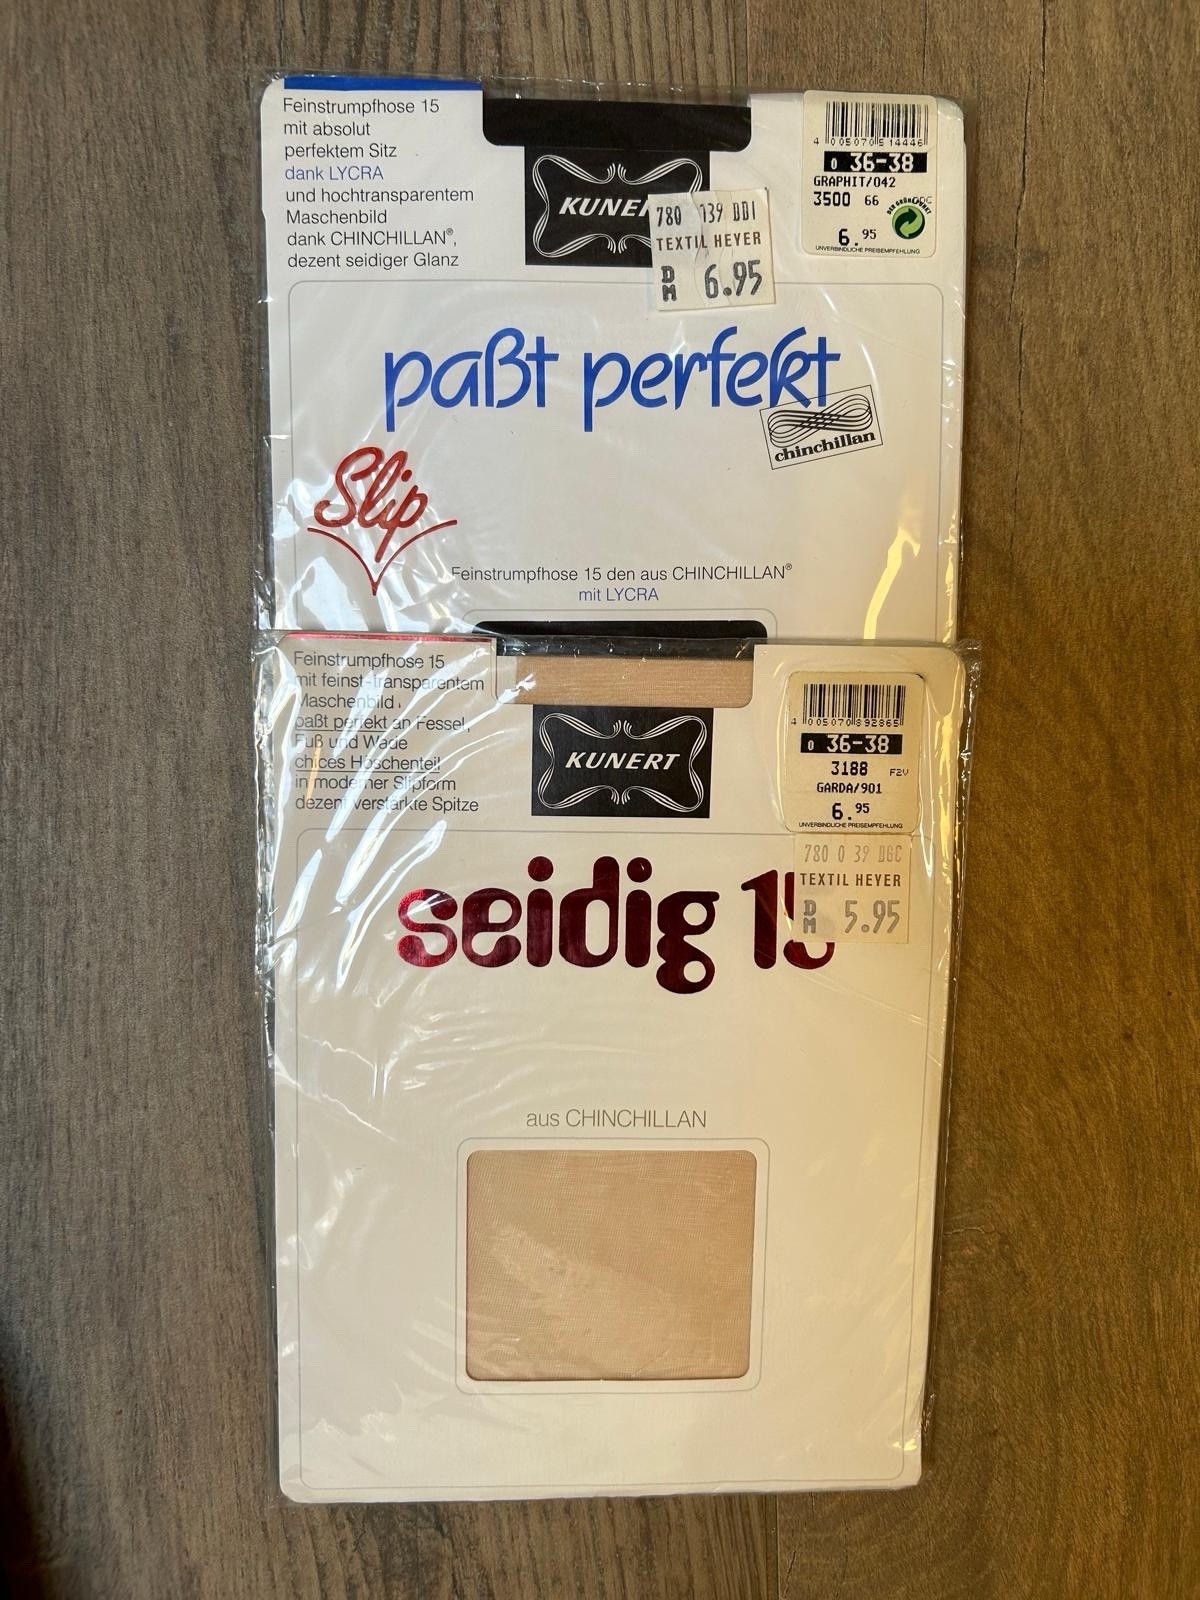 Feinstrumpfhose 15
mit absolut
perfektem Sitz
dank LYCRA
und hochtransparentem
Maschenbild
dank CHINCHILLAN®,
dezent seidiger Glanz
KUNER
780 139 DDI
TEXTIL HEYER
DM 6.95
4 005070 514446
0 36-38
GRAPHIT/042
3500 66
DER GRÜNE PUNKT
6.95
UNVERBINDLICHE PREISEMPFEHLUNG
paßt perfekt
chinchillan
Slip
Feinstrumpfhose 15 den aus CHINCHILLAN®
mit LYCRA
Feinstrumpfhose 15
mit feinst-transparentem
Maschenbild
paßt perfekt an Fessel,
Fuß und Wade
chices Höschenteil
in moderner Slipform
dezent verstärkte Spitze
KUNERT
4 005070 892865
0 36-38
3188 F2V
GARDA/901
6.95
UNVERBINDLICHE PREISEMPFEHLUNG
780 0 39 DGC
TEXTIL HEYER
DM 5.95
seidig 15
aus CHINCHILLAN